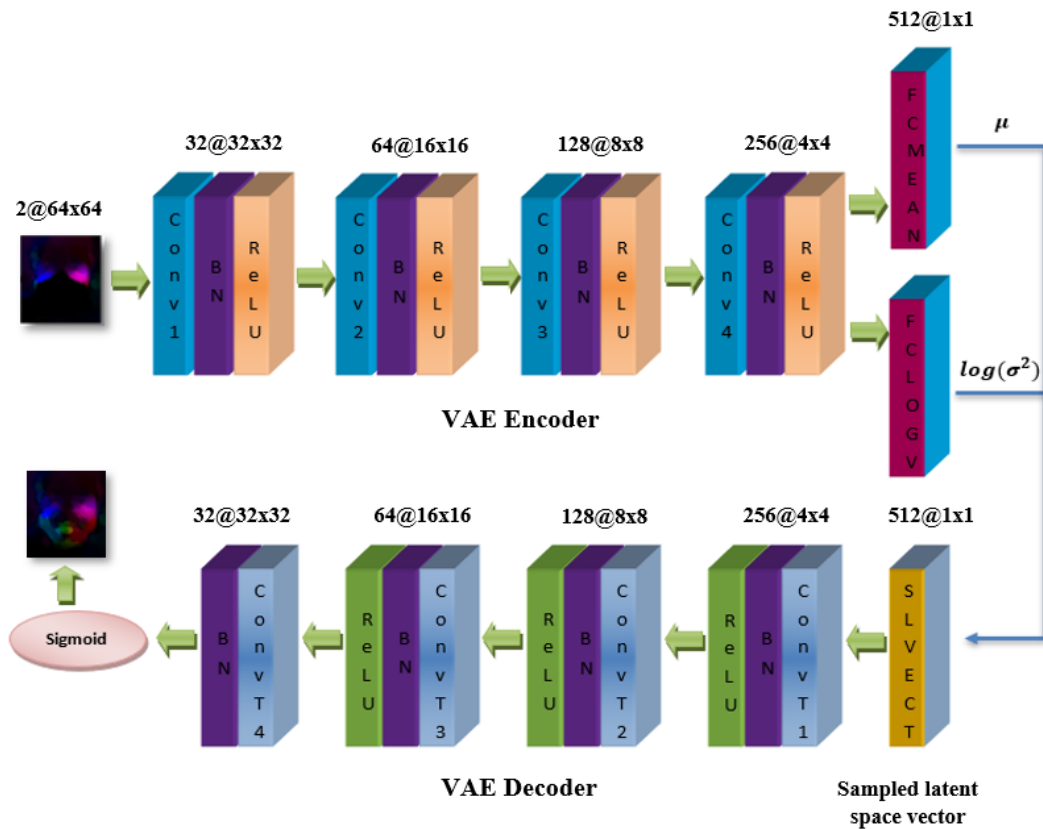 512@1x1
32@32x32
64@16x16
128@8x8
256@4x4
2@64x64
Conv1
BN
ReLU
Conv2
BN
ReLU
Conv3
BN
ReLU
Conv4
BN
ReLU
FCMEAN
μ
FCLOGV
log(σ²)
VAE Encoder
32@32x32
64@16x16
128@8x8
256@4x4
512@1x1
Sigmoid
BN
ConvT4
ReLU
BN
ConvT3
ReLU
BN
ConvT2
ReLU
BN
ConvT1
SLVECT
VAE Decoder
Sampled latent
space vector